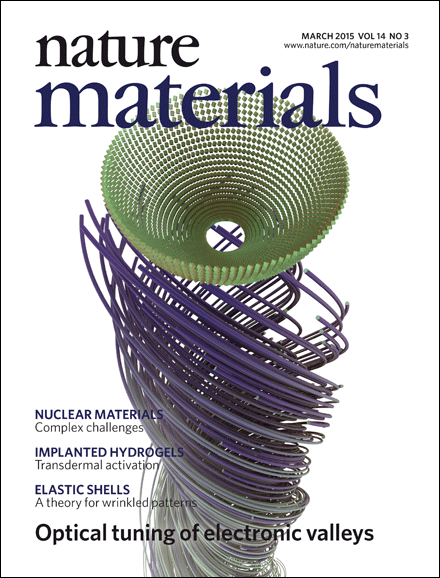 nature
MARCH 2015 VOL 14 NO 3
www.nature.com/naturematerials
materials
NUCLEAR MATERIALS
Complex challenges
IMPLANTED HYDROGELS
Transdermal activation
ELASTIC SHELLS
A theory for wrinkled patterns
Optical tuning of electronic valleys